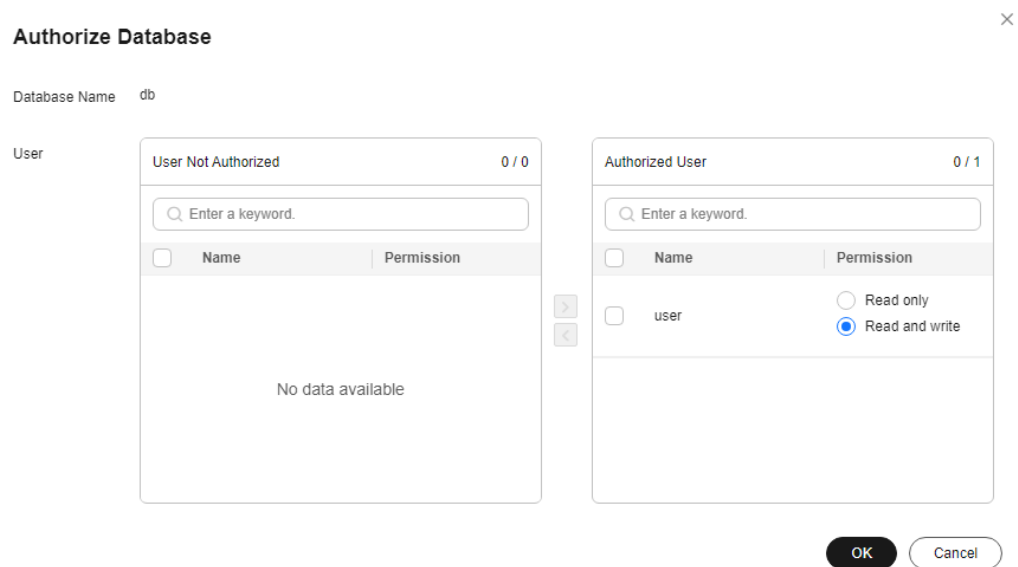 Authorize Database
Database Name db
User
User Not Authorized 0 / 0
Enter a keyword.
Name Permission
No data available
Authorized User 0 / 1
Enter a keyword.
Name Permission
user
Read only
Read and write
OK Cancel